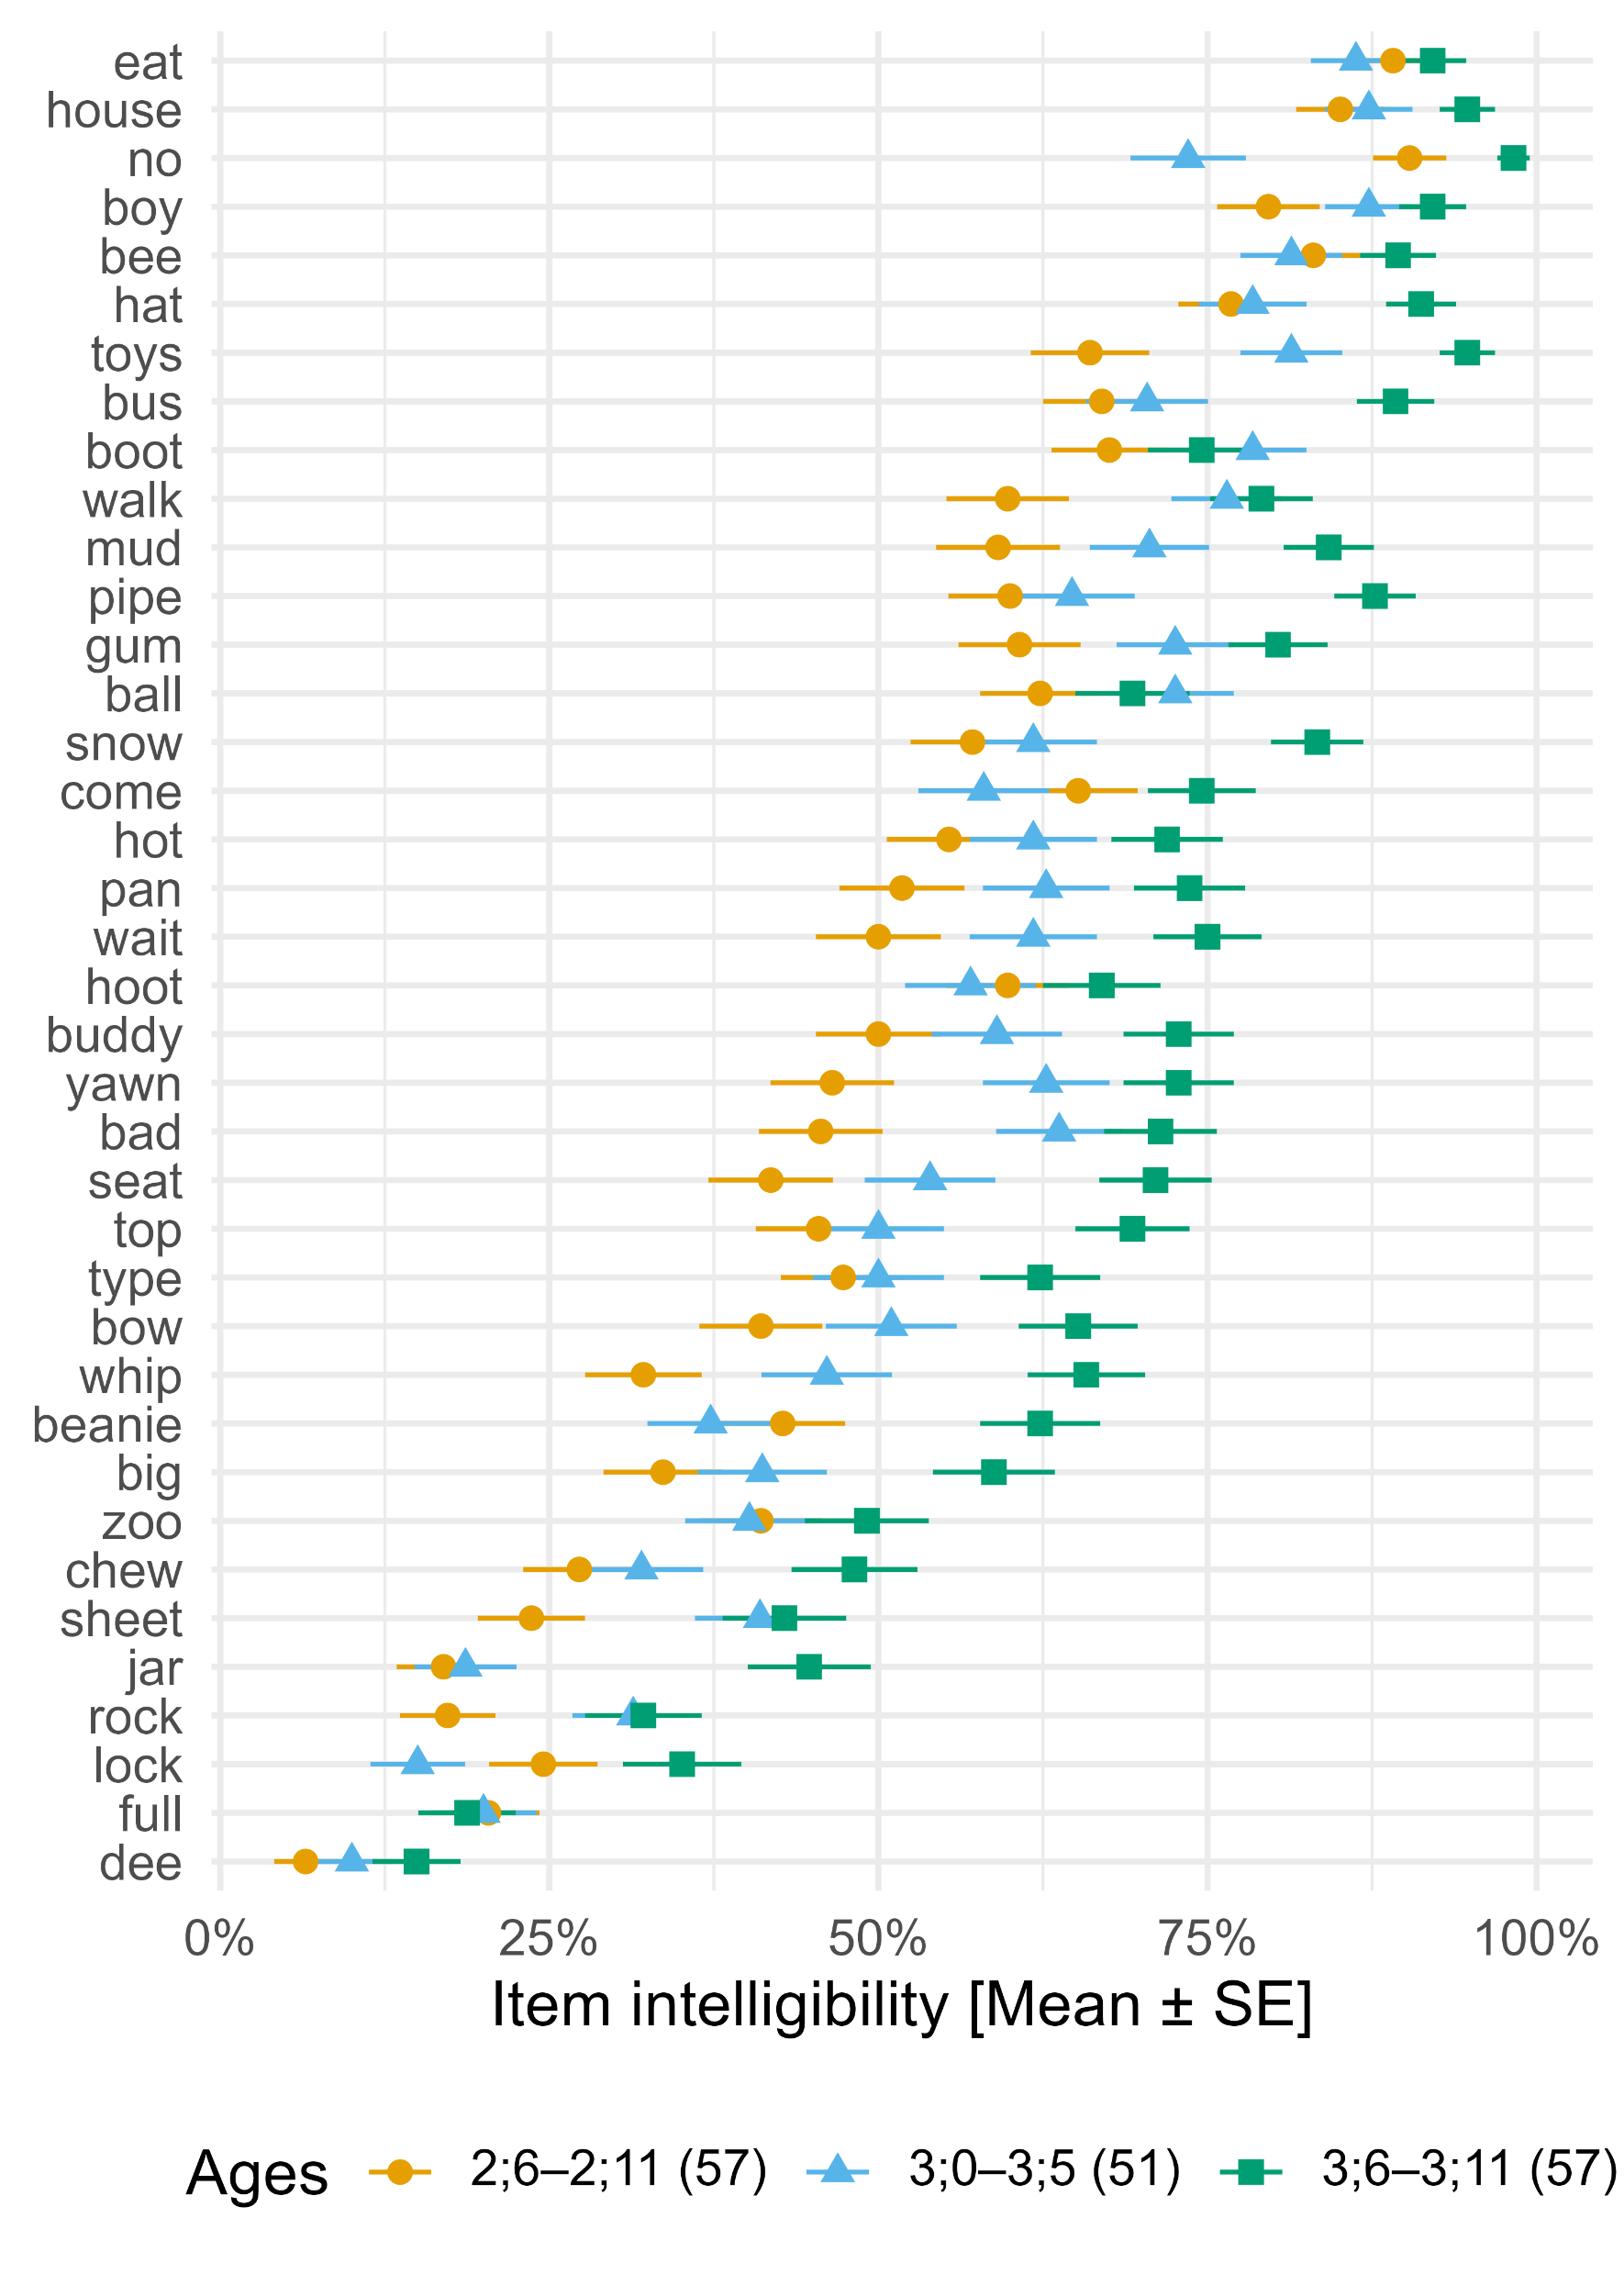 eat
house
no
boy
bee
hat
toys
bus
boot
walk
mud
pipe
gum
ball
snow
come
hot
pan
wait
hoot
buddy
yawn
bad
seat
top
type
bow
whip
beanie
big
zoo
chew
sheet
jar
rock
lock
full
dee
0% 25% 50% 75% 100%
Item intelligibility [Mean ± SE]
Ages 2;6–2;11 (57) 3;0–3;5 (51) 3;6–3;11 (57)